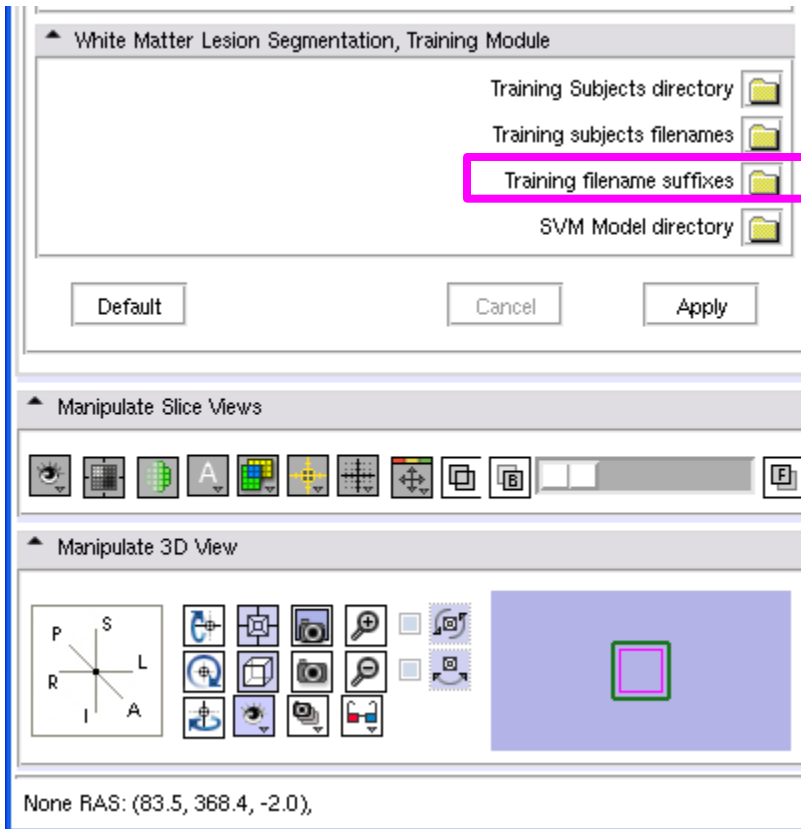 White Matter Lesion Segmentation, Training Module
Training Subjects directory
Training subjects filenames
Training filename suffixes
SVM Model directory
Default Cancel Apply
Manipulate Slice Views
A B F
Manipulate 3D View
P S
R L
I A
None RAS: (83.5, 368.4, -2.0),